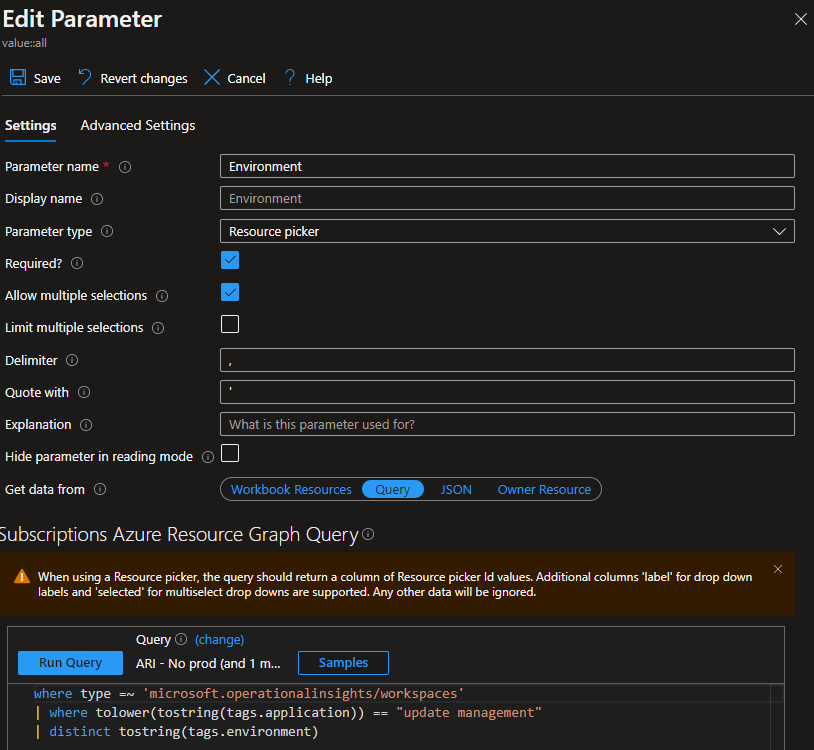 Edit Parameter
value::all
Save Revert changes Cancel Help
Settings Advanced Settings
Parameter name * Environment
Display name Environment
Parameter type Resource picker
Required?
Allow multiple selections
Limit multiple selections
Delimiter ,
Quote with '
Explanation What is this parameter used for?
Hide parameter in reading mode
Get data from Workbook Resources Query JSON Owner Resource
Subscriptions Azure Resource Graph Query
When using a Resource picker, the query should return a column of Resource picker Id values. Additional columns 'label' for drop down
labels and 'selected' for multiselect drop downs are supported. Any other data will be ignored.
Query (change)
Run Query ARI - No prod (and 1 m... Samples
where type =~ 'microsoft.operationalinsights/workspaces'
| where tolower(tostring(tags.application)) == "update management"
| distinct tostring(tags.environment)